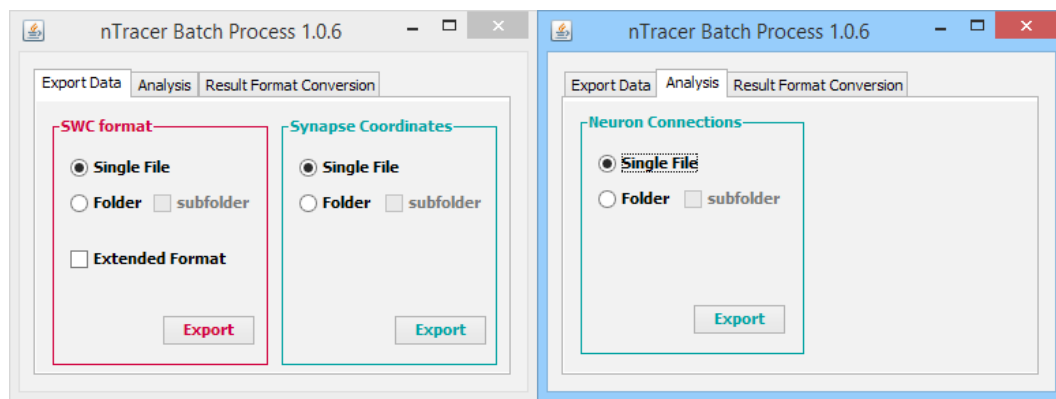 nTracer Batch Process 1.0.6
Export Data Analysis Result Format Conversion
SWC format
Single File
Folder subfolder
Extended Format
Export
Synapse Coordinates
Single File
Folder subfolder
Export
nTracer Batch Process 1.0.6
Export Data Analysis Result Format Conversion
Neuron Connections
Single File
Folder subfolder
Export